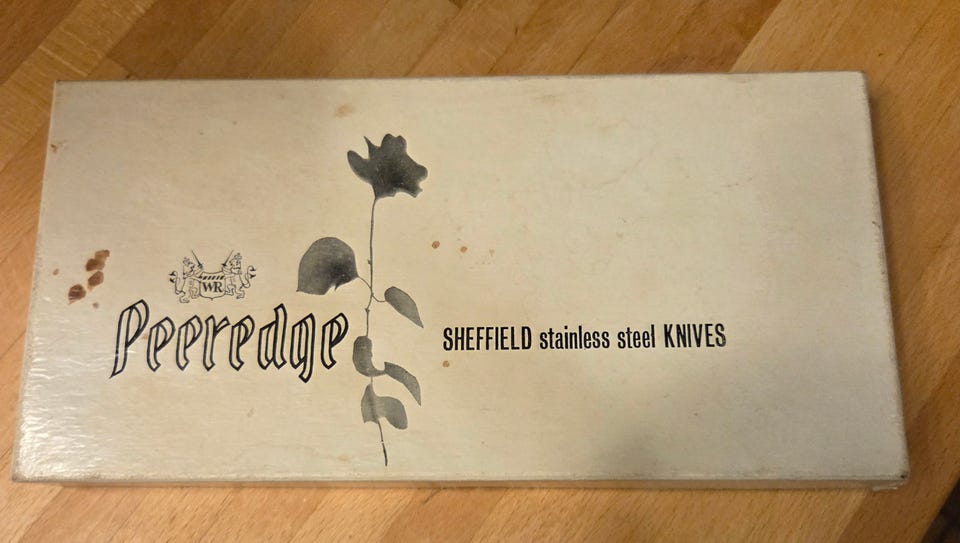 WR
Peeredge
SHEFFIELD stainless steel KNIVES